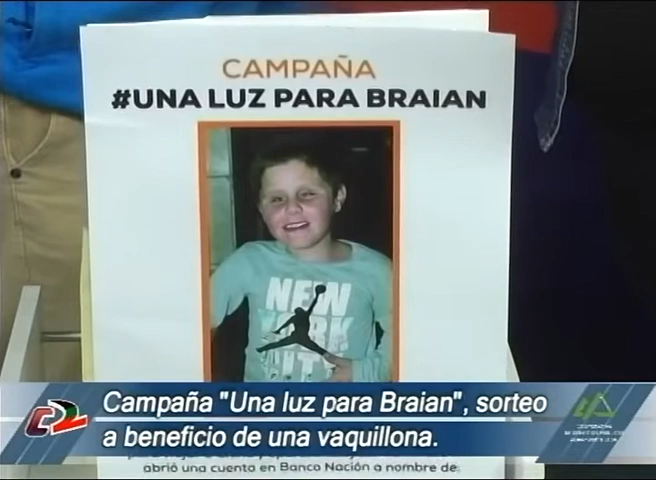 CAMPAÑA
#UNA LUZ PARA BRAIAN
NEW
YORK
CITY
Campaña "Una luz para Braian", sorteo
a beneficio de una vaquillona.
abrió una cuenta en Banco Nación a nombre de: